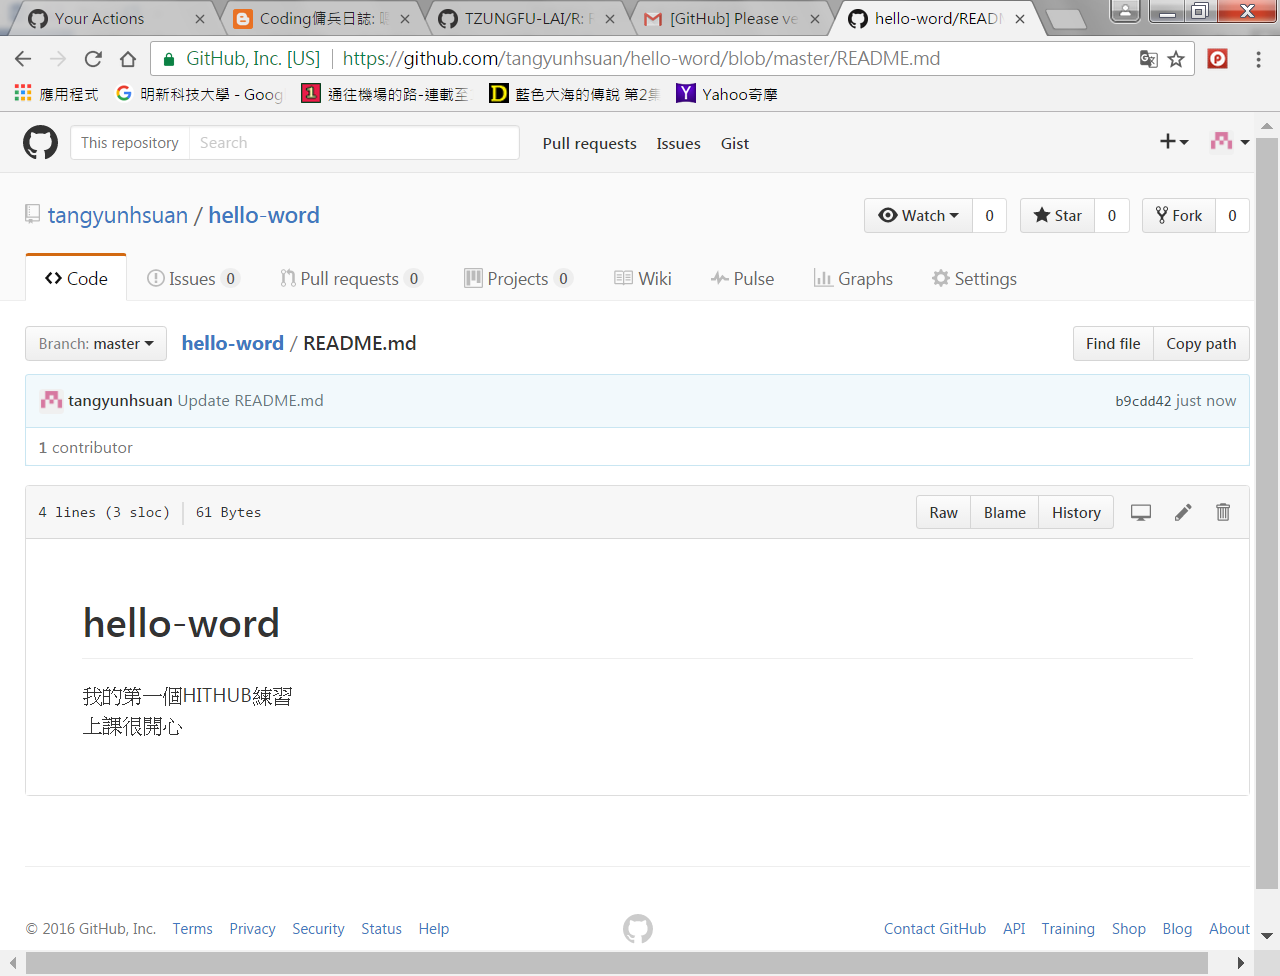 Your Actions
Coding傭兵日誌:
TZUNGFU-LAI/R:
[GitHub] Please ve
hello-word/READM
GitHub, Inc. [US]
https://github.com/tangyunhsuan/hello-word/blob/master/README.md
應用程式
明新科技大學 - Goog
通往機場的路-連載至
藍色大海的傳說 第2集
Yahoo奇摩
This repository
Search
Pull requests
Issues
Gist
tangyunhsuan / hello-word
Watch 0
Star 0
Fork 0
Code
Issues 0
Pull requests 0
Projects 0
Wiki
Pulse
Graphs
Settings
Branch: master
hello-word / README.md
Find file
Copy path
tangyunhsuan Update README.md
b9cdd42 just now
1 contributor
4 lines (3 sloc)
61 Bytes
Raw
Blame
History
hello-word
我的第一個HITHUB練習
上課很開心
© 2016 GitHub, Inc.
Terms
Privacy
Security
Status
Help
Contact GitHub
API
Training
Shop
Blog
About